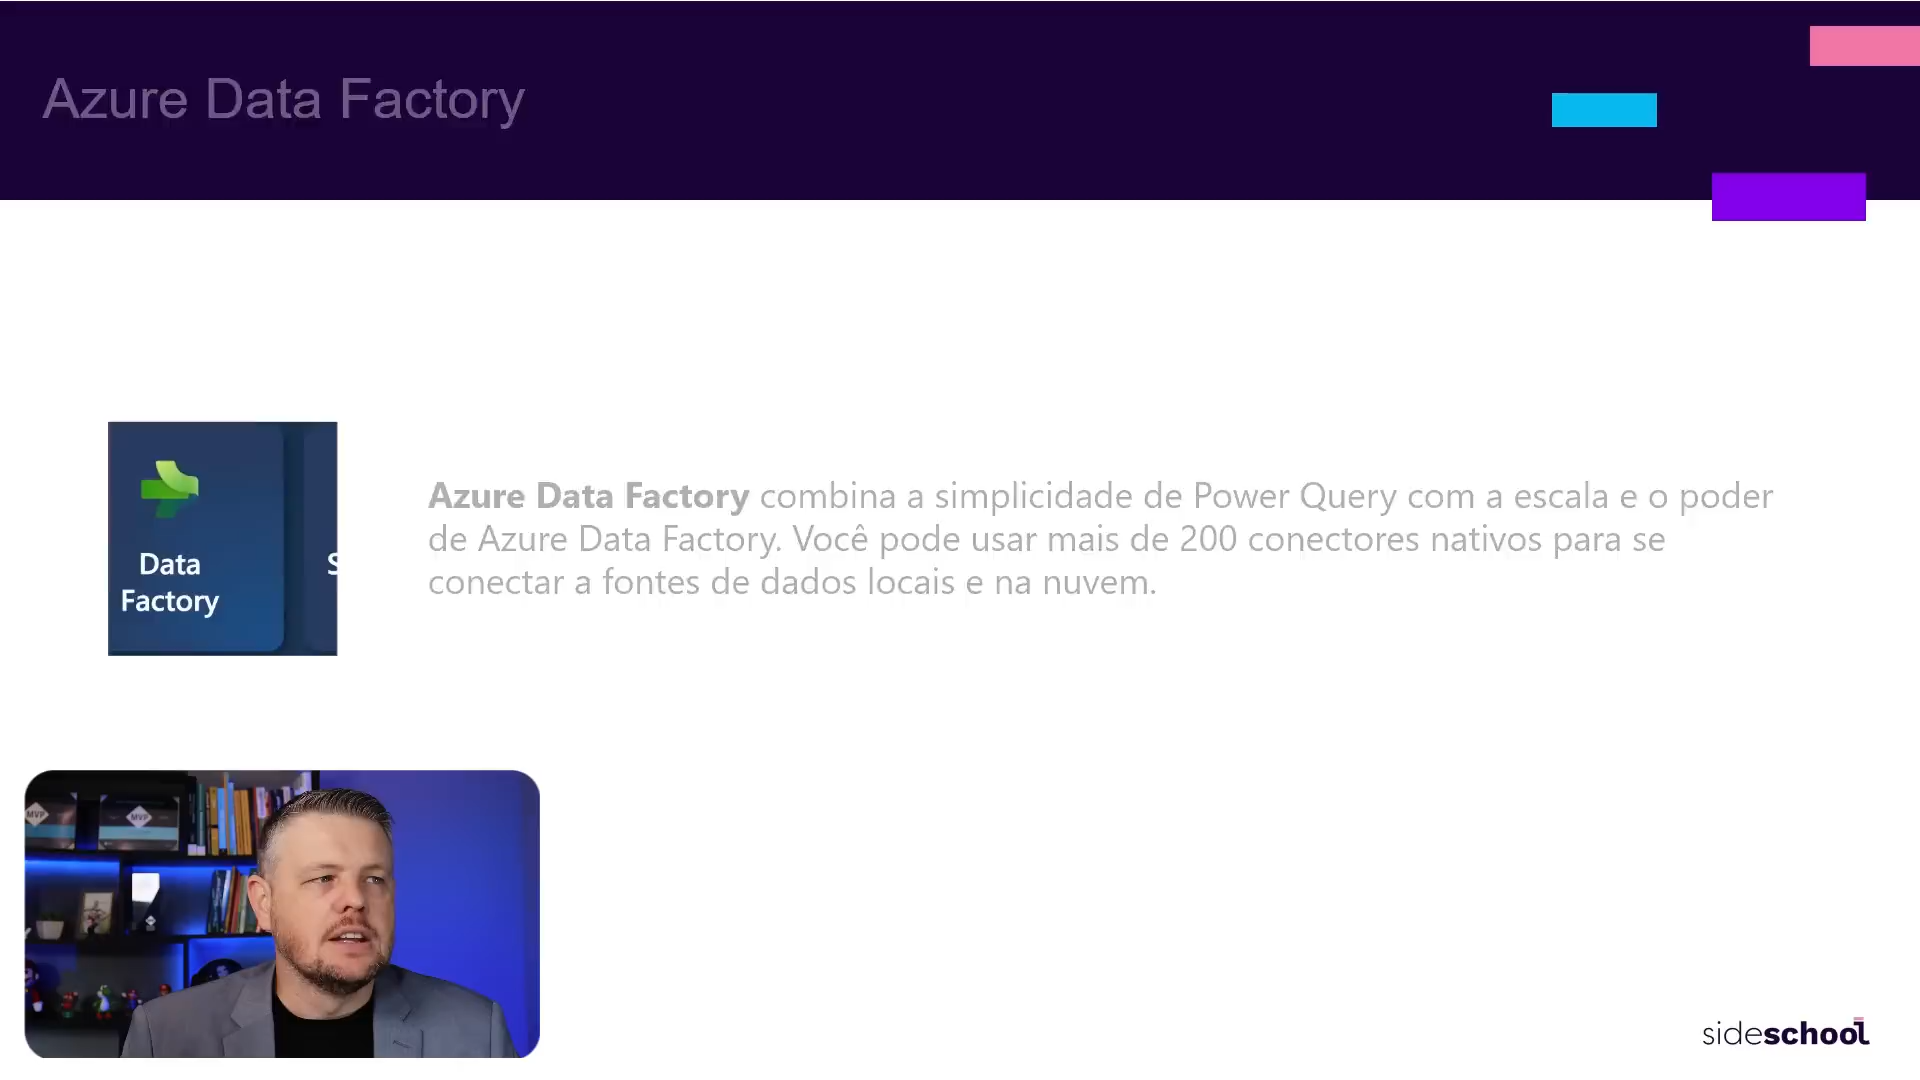 Azure Data Factory
Data
Factory
S
Azure Data Factory combina a simplicidade de Power Query com a escala e o poder
de Azure Data Factory. Você pode usar mais de 200 conectores nativos para se
conectar a fontes de dados locais e na nuvem.
MVP
MVP
sideschool